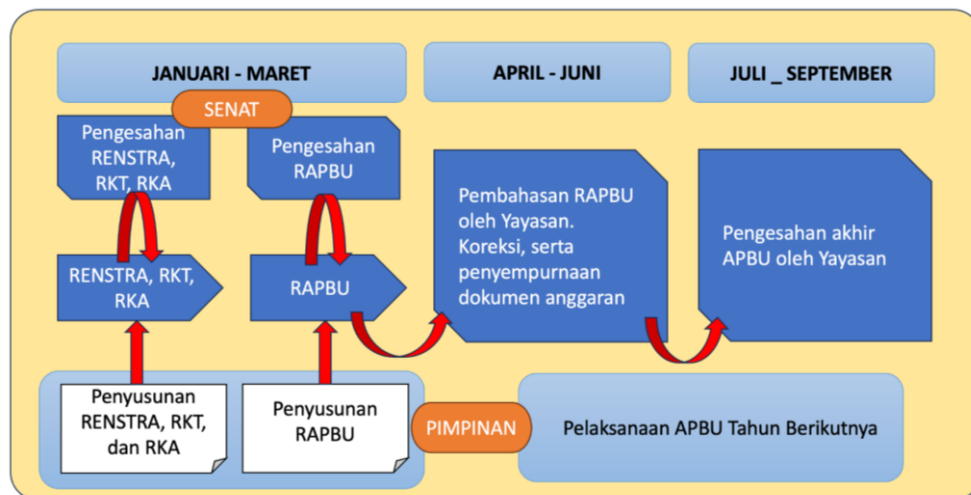 JANUARI - MARET
APRIL - JUNI
JULI _ SEPTEMBER
SENAT
Pengesahan
RENSTRA,
RKT, RKA
Pengesahan
RAPBU
Pembahasan RAPBU
oleh Yayasan.
Koreksi, serta
penyempurnaan
dokumen anggaran
Pengesahan akhir
APBU oleh Yayasan
RENSTRA, RKT,
RKA
RAPBU
Penyusunan
RENSTRA, RKT,
dan RKA
Penyusunan
RAPBU
PIMPINAN
Pelaksanaan APBU Tahun Berikutnya